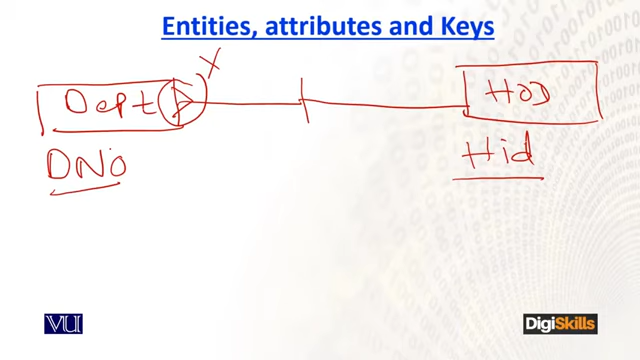 Entities, attributes and Keys
X
Dept
HOD
DNo
Hid
VU
DigiSkills